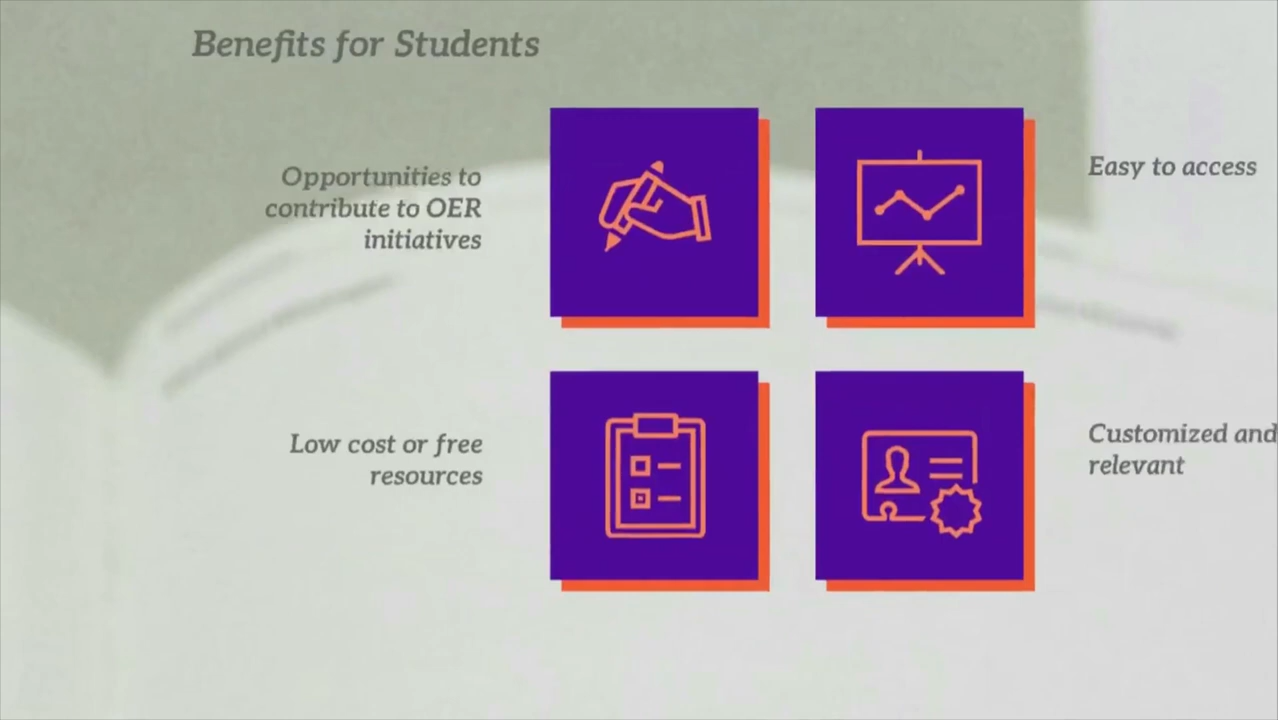 Benefits for Students
Opportunities to
contribute to OER
initiatives
Easy to access
Low cost or free
resources
Customized and
relevant